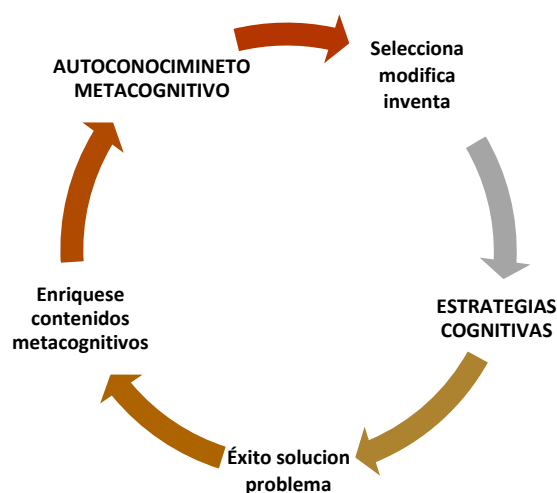 AUTOCONOCIMINETO
METACOGNITIVO
Selecciona
modifica
inventa
ESTRATEGIAS
COGNITIVAS
Éxito solucion
problema
Enriquese
contenidos
metacognitivos